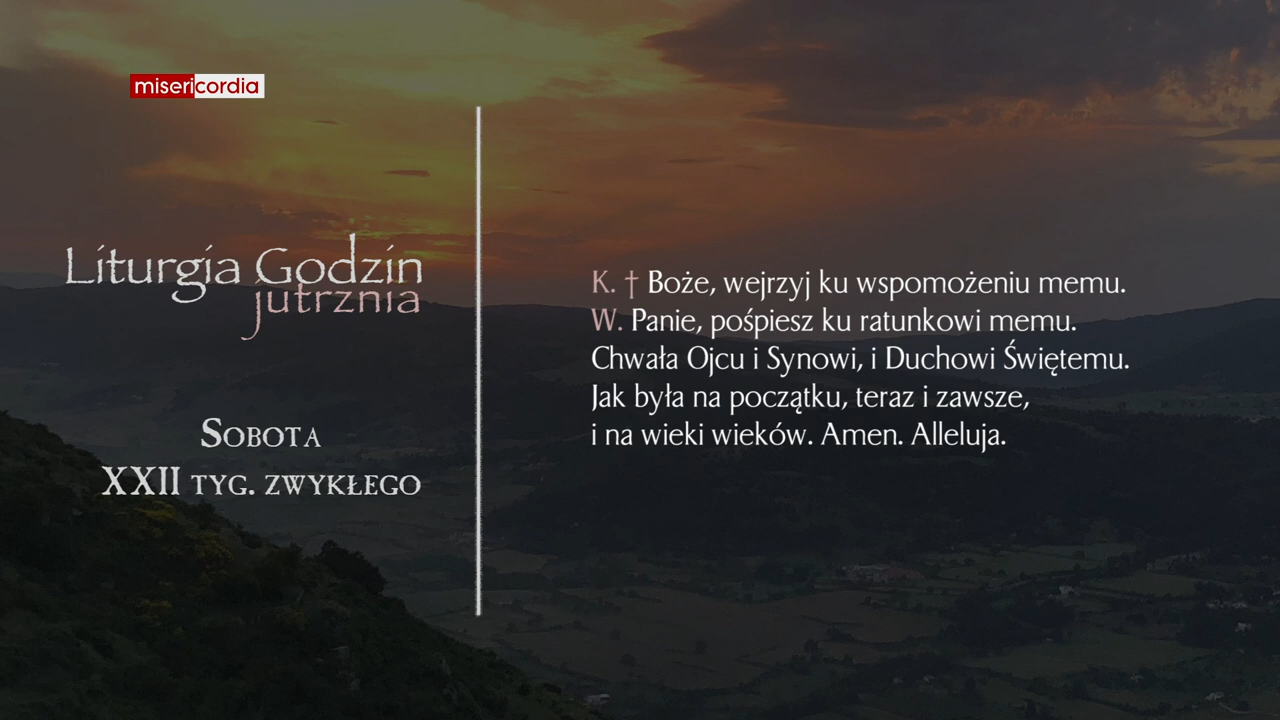 misericordia
Liturgia Godzin
jutrznia
Sobota
XXII tyg. zwykłego
K. † Boże, wejrzyj ku wspomożeniu memu.
W. Panie, pośpiesz ku ratunkowi memu.
Chwała Ojcu i Synowi, i Duchowi Świętemu.
Jak była na początku, teraz i zawsze,
i na wieki wieków. Amen. Alleluja.